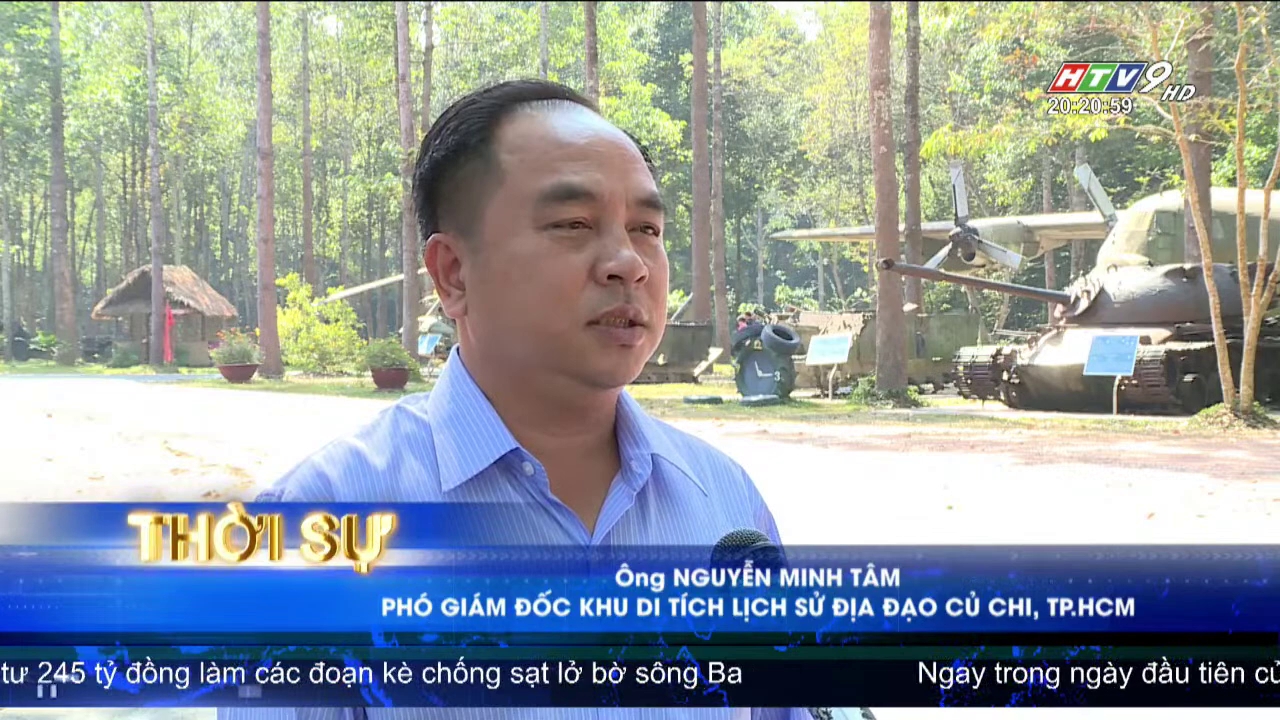 HTV9 HD
20:20:59
THỜI SỰ
Ông NGUYỄN MINH TÂM
PHÓ GIÁM ĐỐC KHU DI TÍCH LỊCH SỬ ĐỊA ĐẠO CỦ CHI, TP.HCM
tư 245 tỷ đồng làm các đoạn kè chống sạt lở bờ sông Ba
Ngay trong ngày đầu tiên củ